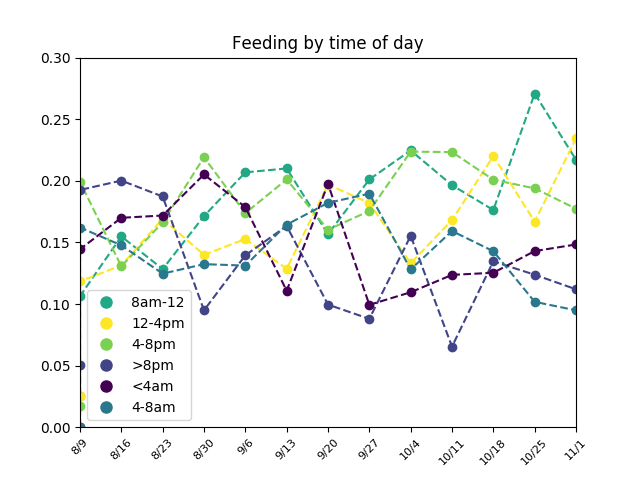 Feeding by time of day
0.30
0.25
0.20
0.15
0.10
0.05
0.00
8am-12
12-4pm
4-8pm
>8pm
<4am
4-8am
8/9 8/16 8/23 8/30 9/6 9/13 9/20 9/27 10/4 10/11 10/18 10/25 11/1